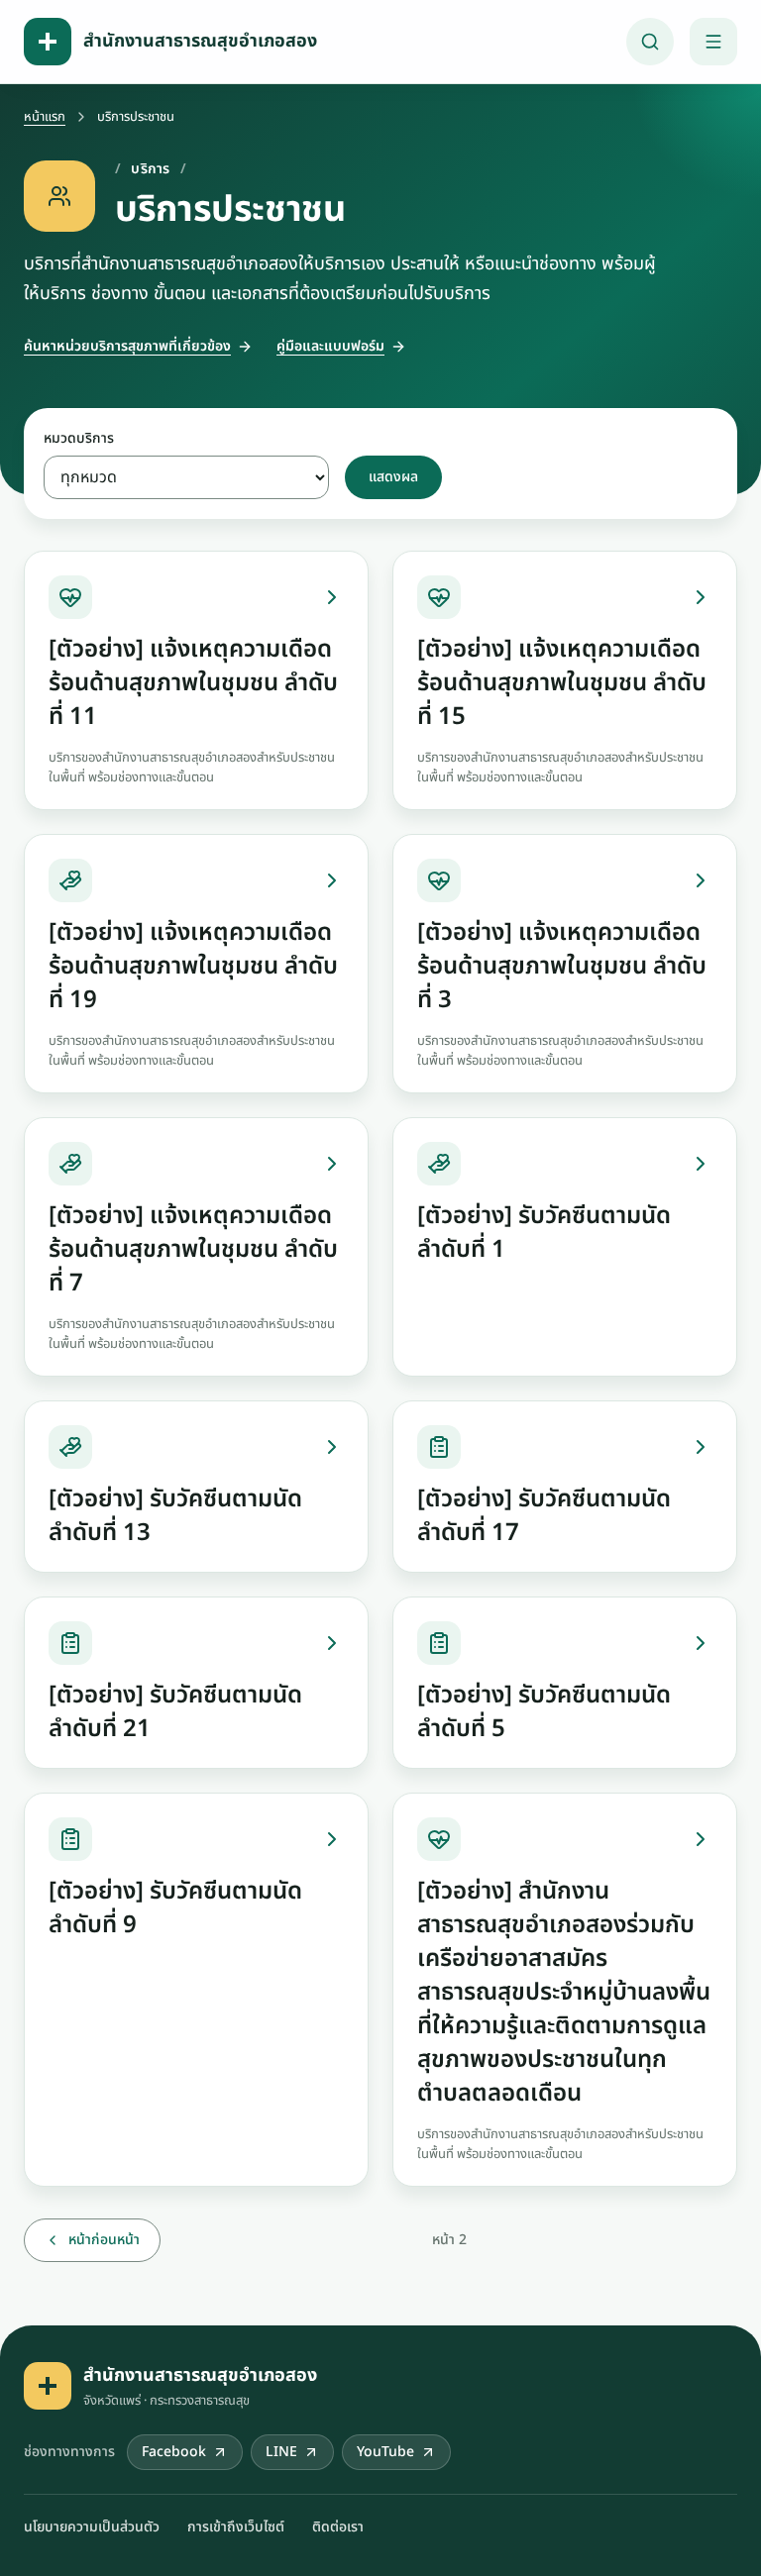 สำนักงานสาธารณสุขอำเภอสอง
หน้าแรก
บริการประชาชน
/ บริการ /
บริการประชาชน
บริการที่สำนักงานสาธารณสุขอำเภอสองให้บริการเอง ประสานให้ หรือแนะนำช่องทาง พร้อมผู้
ให้บริการ ช่องทาง ขั้นตอน และเอกสารที่ต้องเตรียมก่อนไปรับบริการ
ค้นหาหน่วยบริการสุขภาพที่เกี่ยวข้อง
คู่มือและแบบฟอร์ม
หมวดบริการ
ทุกหมวด
แสดงผล
[ตัวอย่าง] แจ้งเหตุความเดือด
ร้อนด้านสุขภาพในชุมชน ลำดับ
ที่ 11
บริการของสำนักงานสาธารณสุขอำเภอสองสำหรับประชาชน
ในพื้นที่ พร้อมช่องทางและขั้นตอน
[ตัวอย่าง] แจ้งเหตุความเดือด
ร้อนด้านสุขภาพในชุมชน ลำดับ
ที่ 15
บริการของสำนักงานสาธารณสุขอำเภอสองสำหรับประชาชน
ในพื้นที่ พร้อมช่องทางและขั้นตอน
[ตัวอย่าง] แจ้งเหตุความเดือด
ร้อนด้านสุขภาพในชุมชน ลำดับ
ที่ 19
บริการของสำนักงานสาธารณสุขอำเภอสองสำหรับประชาชน
ในพื้นที่ พร้อมช่องทางและขั้นตอน
[ตัวอย่าง] แจ้งเหตุความเดือด
ร้อนด้านสุขภาพในชุมชน ลำดับ
ที่ 3
บริการของสำนักงานสาธารณสุขอำเภอสองสำหรับประชาชน
ในพื้นที่ พร้อมช่องทางและขั้นตอน
[ตัวอย่าง] แจ้งเหตุความเดือด
ร้อนด้านสุขภาพในชุมชน ลำดับ
ที่ 7
บริการของสำนักงานสาธารณสุขอำเภอสองสำหรับประชาชน
ในพื้นที่ พร้อมช่องทางและขั้นตอน
[ตัวอย่าง] รับวัคซีนตามนัด
ลำดับที่ 1
[ตัวอย่าง] รับวัคซีนตามนัด
ลำดับที่ 13
[ตัวอย่าง] รับวัคซีนตามนัด
ลำดับที่ 17
[ตัวอย่าง] รับวัคซีนตามนัด
ลำดับที่ 21
[ตัวอย่าง] รับวัคซีนตามนัด
ลำดับที่ 5
[ตัวอย่าง] รับวัคซีนตามนัด
ลำดับที่ 9
[ตัวอย่าง] สำนักงาน
สาธารณสุขอำเภอสองร่วมกับ
เครือข่ายอาสาสมัคร
สาธารณสุขประจำหมู่บ้านลงพื้น
ที่ให้ความรู้และติดตามการดูแล
สุขภาพของประชาชนในทุก
ตำบลตลอดเดือน
บริการของสำนักงานสาธารณสุขอำเภอสองสำหรับประชาชน
ในพื้นที่ พร้อมช่องทางและขั้นตอน
หน้าก่อนหน้า
หน้า 2
สำนักงานสาธารณสุขอำเภอสอง
จังหวัดแพร่ · กระทรวงสาธารณสุข
ช่องทางทางการ
Facebook
LINE
YouTube
นโยบายความเป็นส่วนตัว
การเข้าถึงเว็บไซต์
ติดต่อเรา